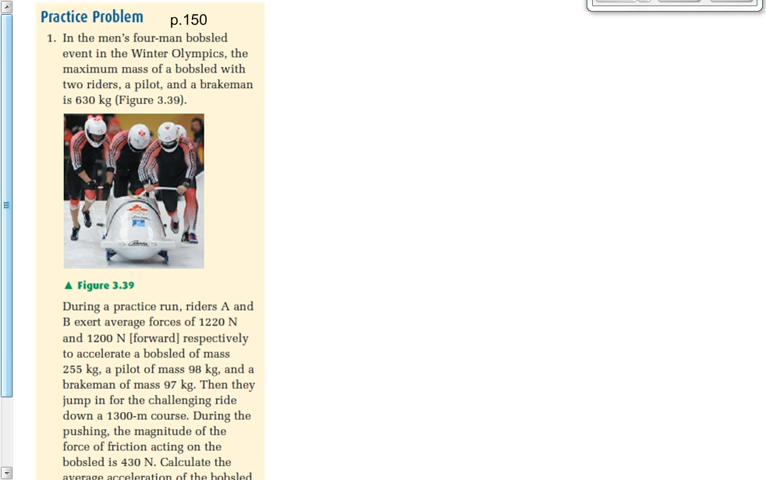 Practice Problem p.150
1. In the men's four-man bobsled
event in the Winter Olympics, the
maximum mass of a bobsled with
two riders, a pilot, and a brakeman
is 630 kg (Figure 3.39).
▲ Figure 3.39
During a practice run, riders A and
B exert average forces of 1220 N
and 1200 N [forward] respectively
to accelerate a bobsled of mass
255 kg, a pilot of mass 98 kg, and a
brakeman of mass 97 kg. Then they
jump in for the challenging ride
down a 1300-m course. During the
pushing, the magnitude of the
force of friction acting on the
bobsled is 430 N. Calculate the
average acceleration of the bobsled